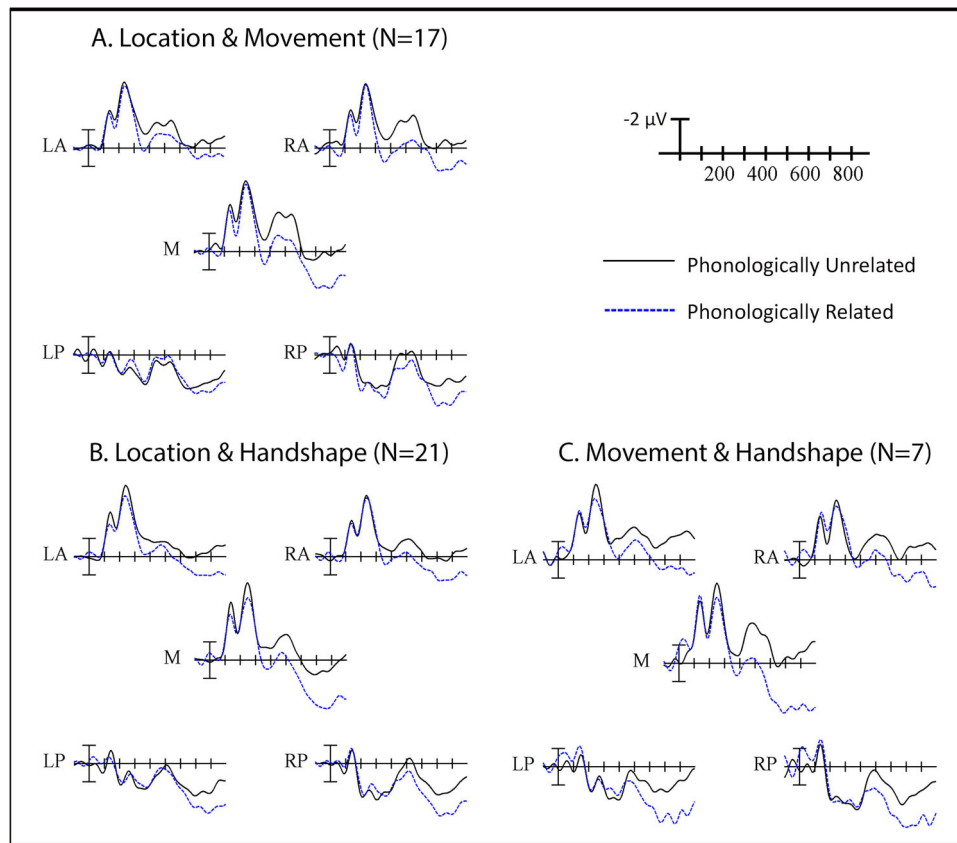 A. Location & Movement (N=17)
LA
RA
M
LP
RP
-2 μV
200 400 600 800
Phonologically Unrelated
Phonologically Related
B. Location & Handshape (N=21)
LA
RA
M
LP
RP
C. Movement & Handshape (N=7)
LA
RA
M
LP
RP